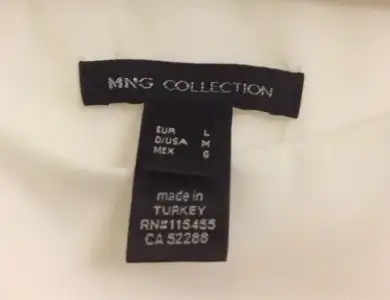 MNG COLLECTION
EUR L
D/USA M
MEX G
made in
TURKEY
RN#115455
CA 52288